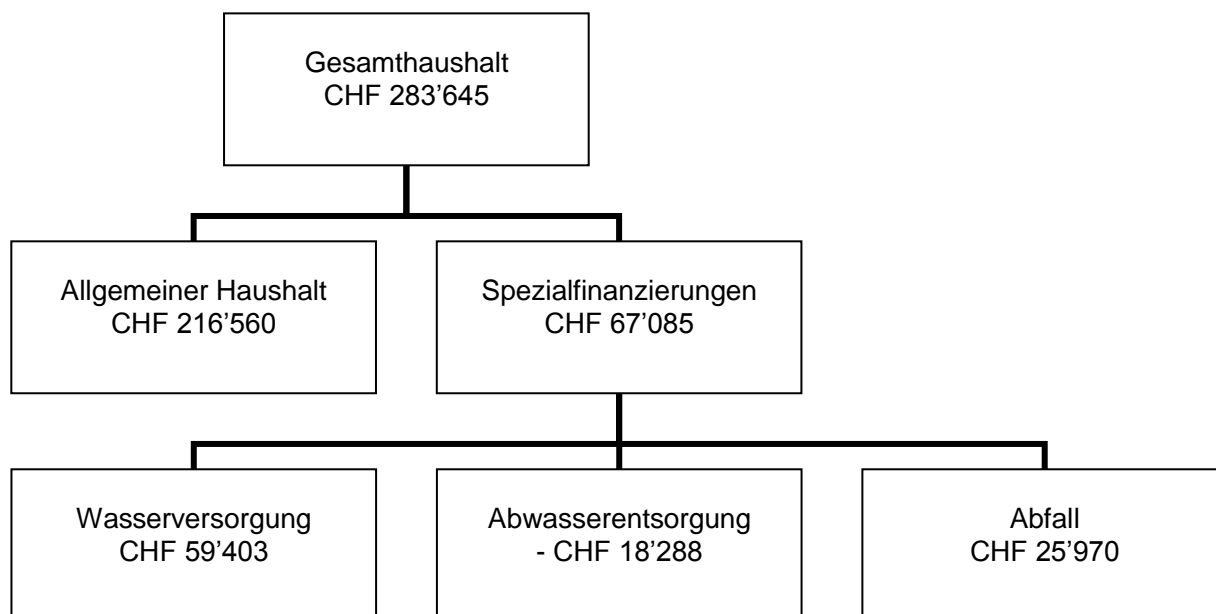 Gesamthaushalt
CHF 283’645
Allgemeiner Haushalt
CHF 216’560
Spezialfinanzierungen
CHF 67’085
Wasserversorgung
CHF 59’403
Abwasserentsorgung
- CHF 18’288
Abfall
CHF 25’970